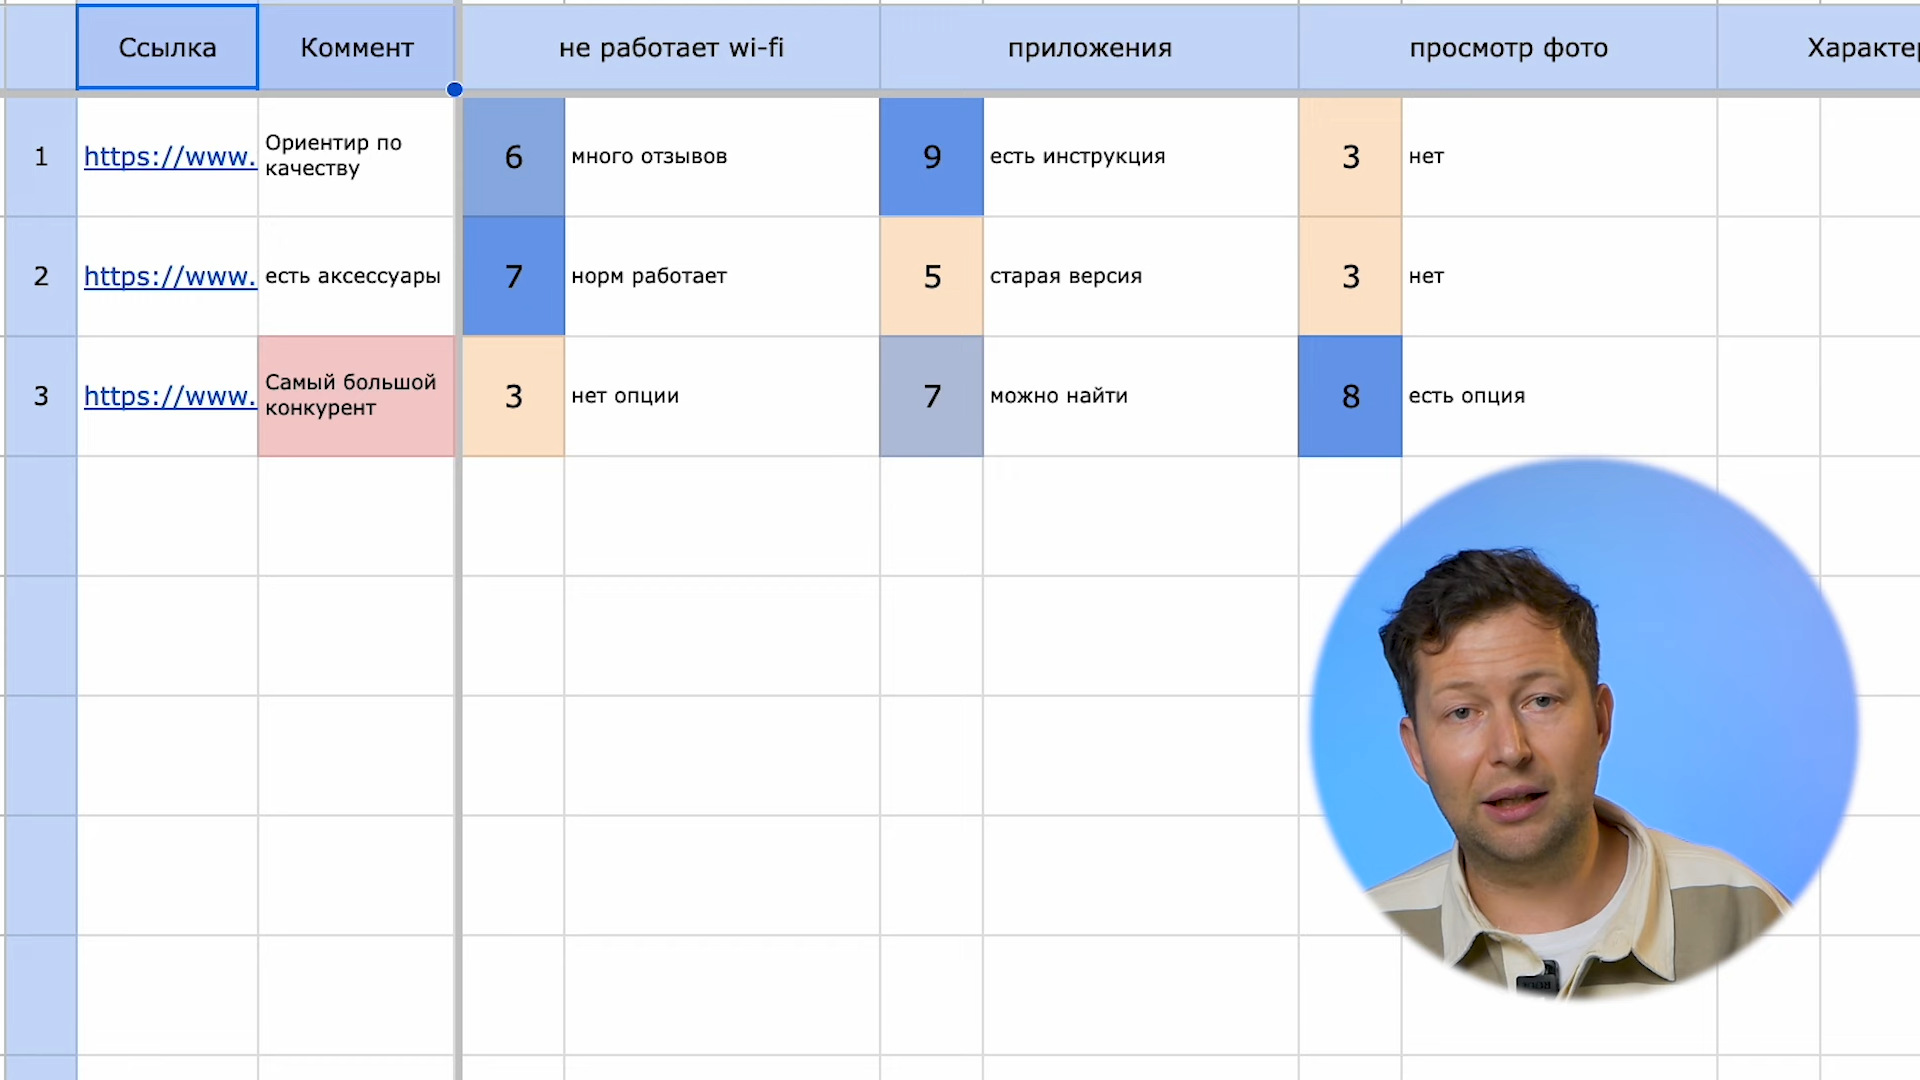 Ссылка
Коммент
не работает wi-fi
приложения
просмотр фото
Характер
1
https://www.
Ориентир по
качеству
6
много отзывов
9
есть инструкция
3
нет
2
https://www.
есть аксессуары
7
норм работает
5
старая версия
3
нет
3
https://www.
Самый большой
конкурент
3
нет опции
7
можно найти
8
есть опция